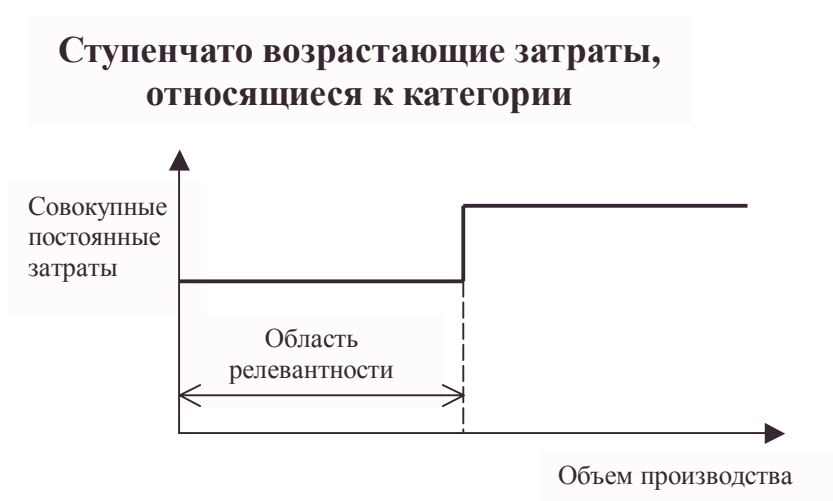 Ступенчато возрастающие затраты,
относящиеся к категории
Совокупные
постоянные
затраты
Область
релевантности
Объем производства